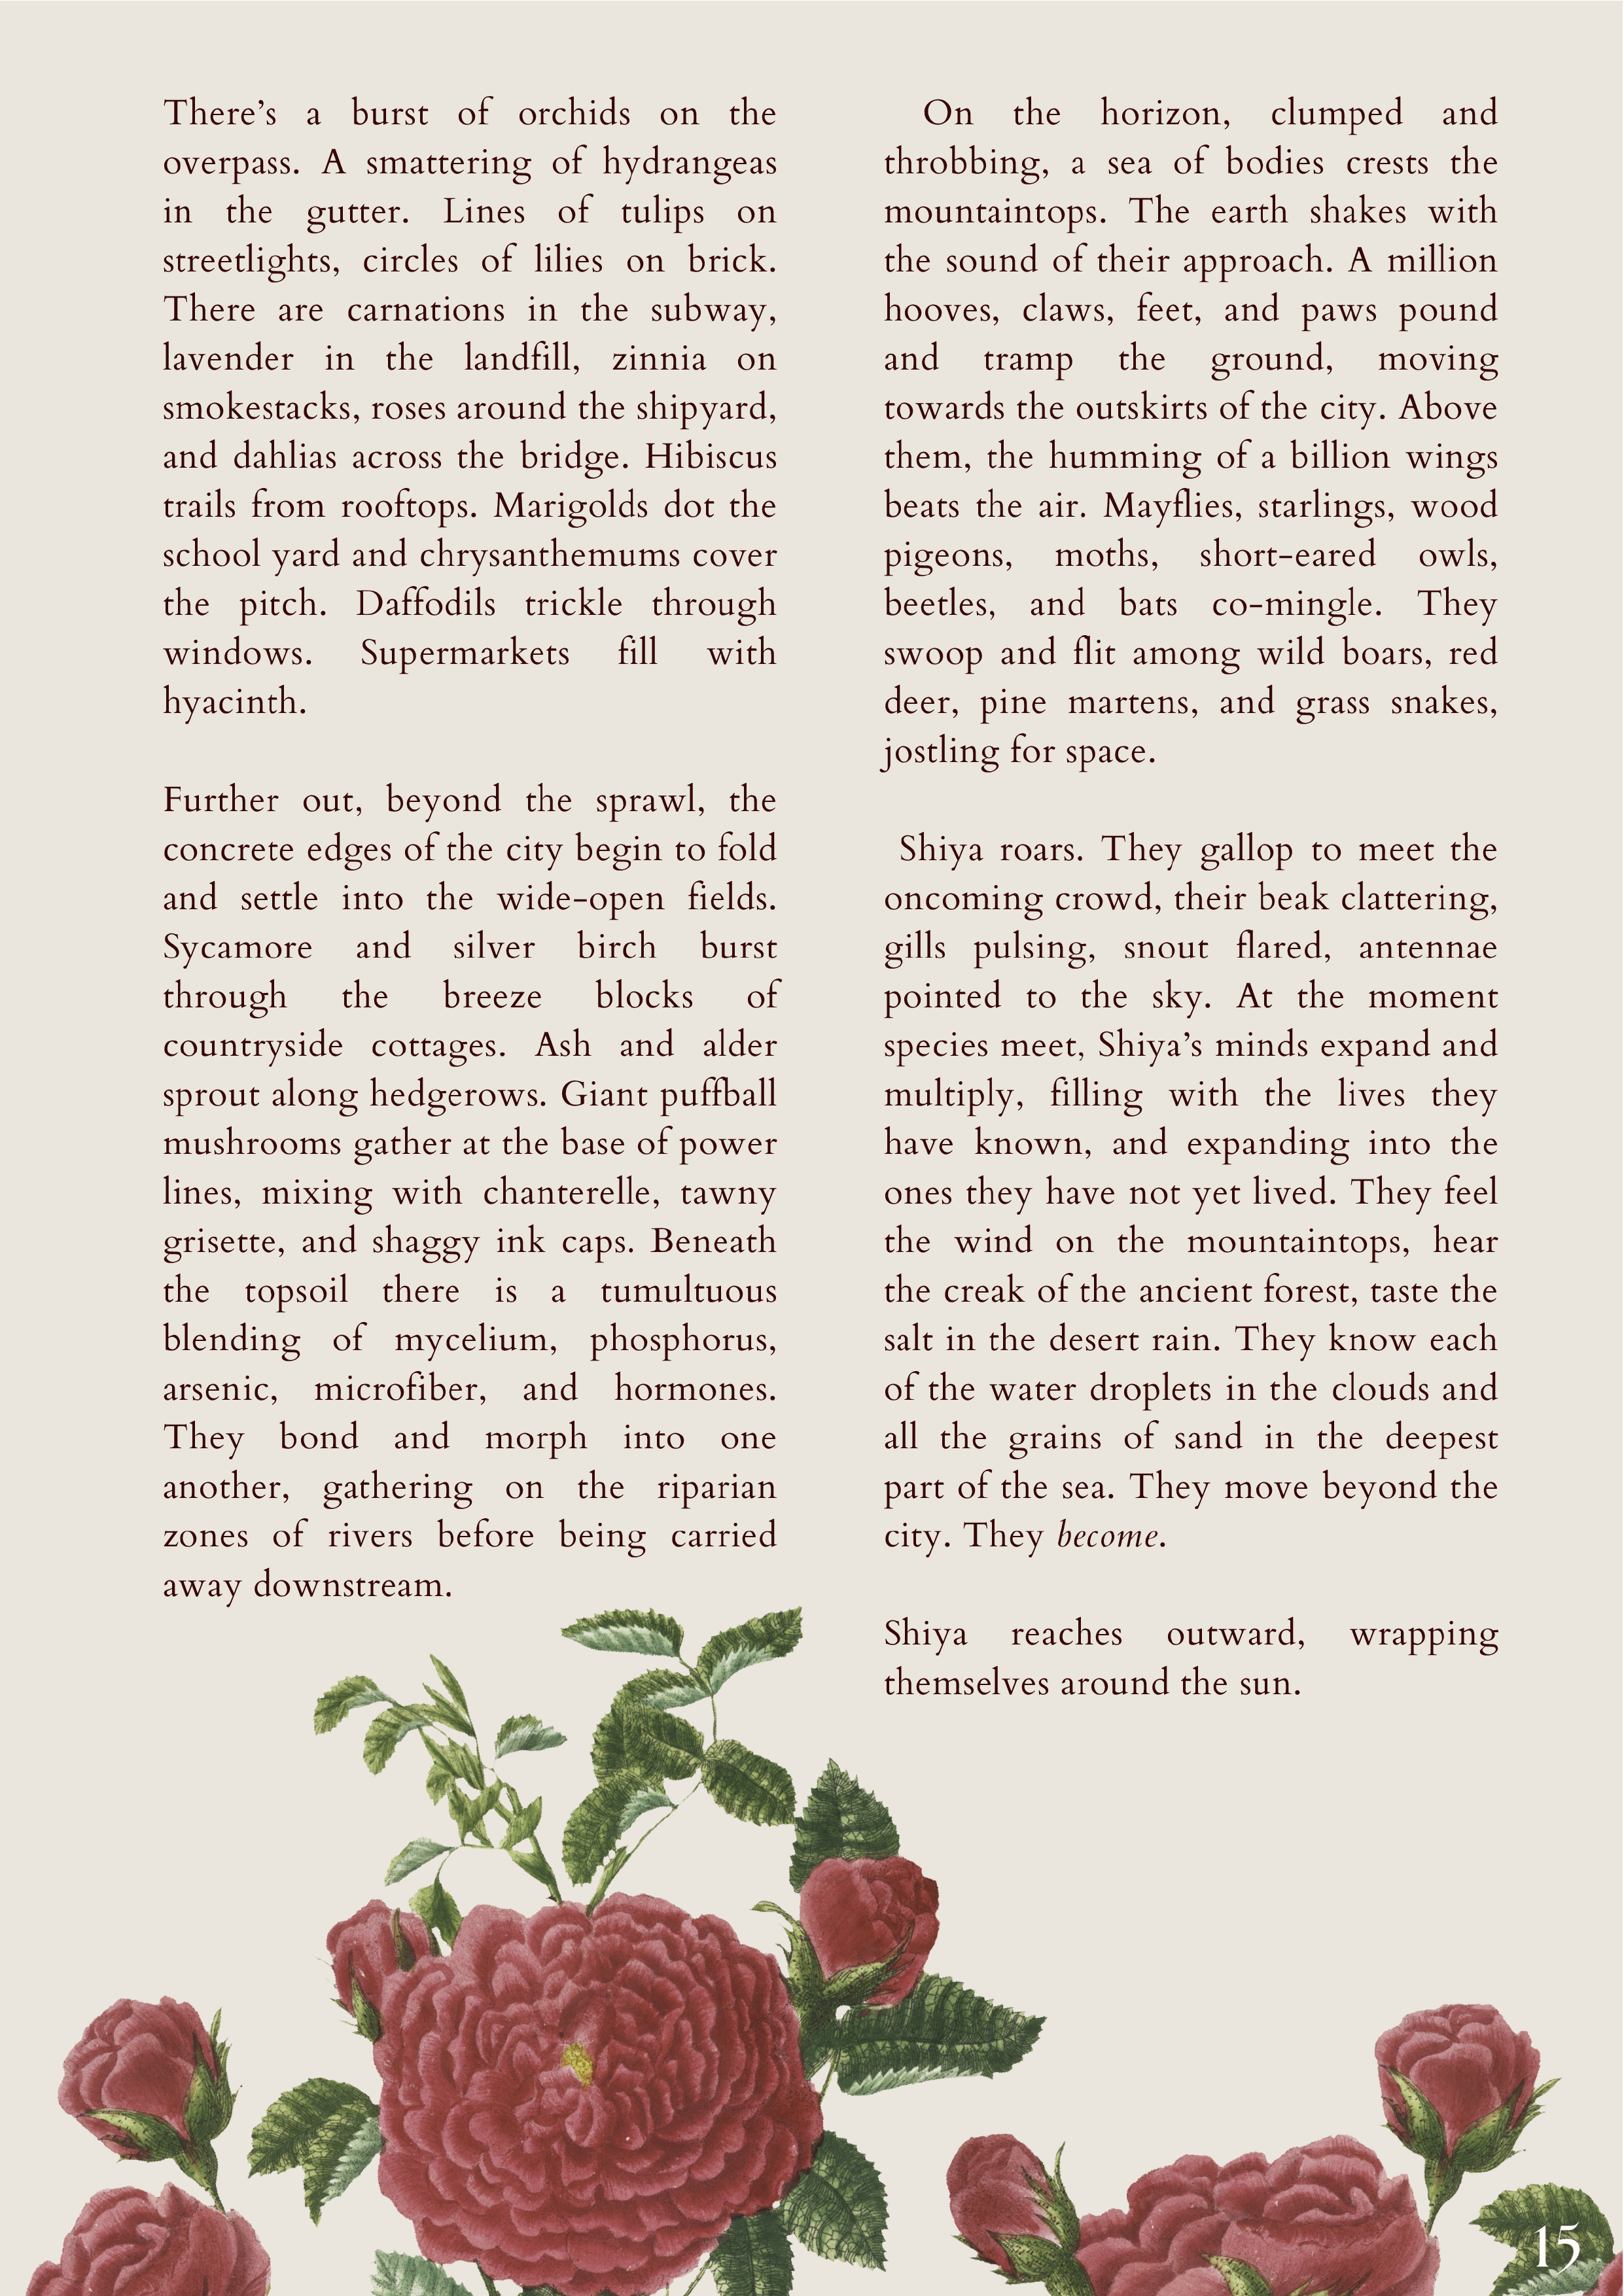 There's a burst of orchids on the
overpass. A smattering of hydrangeas
in the gutter. Lines of tulips on
streetlights, circles of lilies on brick.
There are carnations in the subway,
lavender in the landfill, zinnia on
smokestacks, roses around the shipyard,
and dahlias across the bridge. Hibiscus
trails from rooftops. Marigolds dot the
school yard and chrysanthemums cover
the pitch. Daffodils trickle through
windows. Supermarkets fill with
hyacinth.
Further out, beyond the sprawl, the
concrete edges of the city begin to fold
and settle into the wide-open fields.
Sycamore and silver birch burst
through the breeze blocks of
countryside cottages. Ash and alder
sprout along hedgerows. Giant puffball
mushrooms gather at the base of power
lines, mixing with chanterelle, tawny
grisette, and shaggy ink caps. Beneath
the topsoil there is a tumultuous
blending of mycelium, phosphorus,
arsenic, microfiber, and hormones.
They bond and morph into one
another, gathering on the riparian
zones of rivers before being carried
away downstream.
On the horizon, clumped and
throbbing, a sea of bodies crests the
mountaintops. The earth shakes with
the sound of their approach. A million
hooves, claws, feet, and paws pound
and tramp the ground, moving
towards the outskirts of the city. Above
them, the humming of a billion wings
beats the air. Mayflies, starlings, wood
pigeons, moths, short-eared owls,
beetles, and bats co-mingle. They
swoop and flit among wild boars, red
deer, pine martens, and grass snakes,
jostling for space.
Shiya roars. They gallop to meet the
oncoming crowd, their beak clattering,
gills pulsing, snout flared, antennae
pointed to the sky. At the moment
species meet, Shiya's minds expand and
multiply, filling with the lives they
have known, and expanding into the
ones they have not yet lived. They feel
the wind on the mountaintops, hear
the creak of the ancient forest, taste the
salt in the desert rain. They know each
of the water droplets in the clouds and
all the grains of sand in the deepest
part of the sea. They move beyond the
city. They become.
Shiya reaches outward, wrapping
themselves around the sun.
15